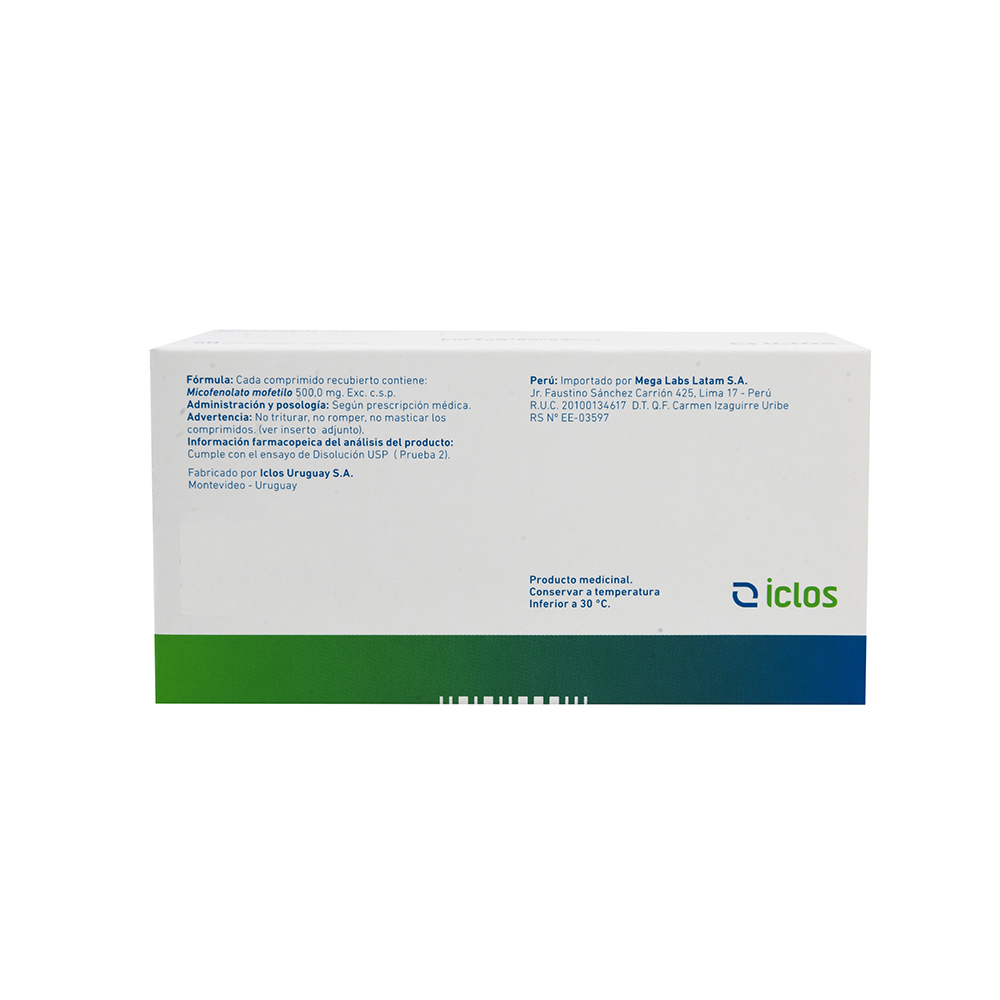 iclos
Fórmula: Cada comprimido recubierto contiene:
Micofenolato mofetilo 500,0 mg. Exc. c.s.p.
Administración y posología: Según prescripción médica.
Advertencia: No triturar, no romper, no masticar los
comprimidos. (ver inserto adjunto).
Información farmacopeica del análisis del producto:
Cumple con el ensayo de Disolución USP ( Prueba 2).
Fabricado por Iclos Uruguay S.A.
Montevideo - Uruguay
Perú: Importado por Mega Labs Latam S.A.
Jr. Faustino Sánchez Carrión 425, Lima 17 - Perú
R.U.C. 20100134617 D.T. Q.F. Carmen Izaguirre Uribe
RS Nº EE-03597
Producto medicinal.
Conservar a temperatura
Inferior a 30 °C.
iclos